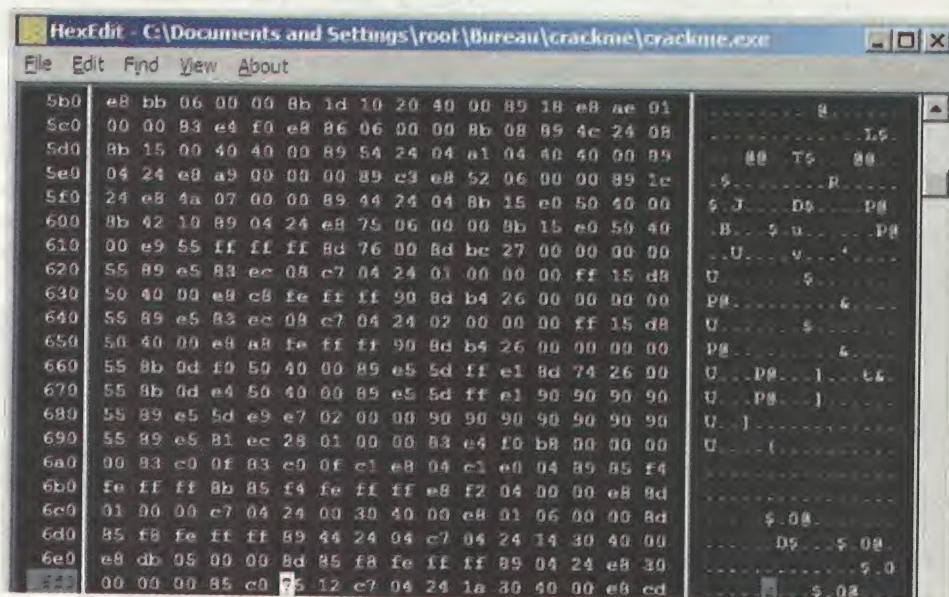 HexEdit - C:\Documents and Settings\root\Bureau\crackme\crackme.exe
File Edit Find View About
5b0 e8 bb 06 00 00 8b 1d 10 20 40 00 89 18 e8 ae 01
5c0 00 00 83 e4 f0 e8 86 06 00 00 8b 08 89 4c 24 08 L$
5d0 8b 15 00 40 40 00 89 54 24 04 a1 04 40 40 00 89 @@ T$ @@
5e0 04 24 e8 a9 00 00 00 89 c3 e8 52 06 00 00 89 1c .$.........R.....
5f0 24 e8 4a 07 00 00 89 44 24 04 8b 15 e0 50 40 00 $.J....D$....P@
600 8b 42 10 89 04 24 e8 75 06 00 00 8b 15 e0 50 40 .B...$.u......P@
610 00 e9 55 ff ff ff 8d 76 00 8d bc 27 00 00 00 00 ..U....v...'....
620 55 89 e5 83 ec 08 c7 04 24 01 00 00 00 ff 15 d8 U.......$.......
630 50 40 00 e8 c8 fe ff ff 90 8d b4 26 00 00 00 00 P@.........&....
640 55 89 e5 83 ec 08 c7 04 24 02 00 00 00 ff 15 d8 U.......$.......
650 50 40 00 e8 a8 fe ff ff 90 8d b4 26 00 00 00 00 P@.........&....
660 55 8b 0d f0 50 40 00 89 e5 5d ff e1 8d 74 26 00 U...P@...]...t&.
670 55 8b 0d e4 50 40 00 89 e5 5d ff e1 90 90 90 90 U...P@...]......
680 55 89 e5 5d e9 e7 02 00 00 90 90 90 90 90 90 90 U..]............
690 55 89 e5 81 ec 28 01 00 00 83 e4 f0 b8 00 00 00 U....(..........
6a0 00 83 c0 0f 83 c0 0f c1 e8 04 c1 e0 04 89 85 f4
6b0 fe ff ff 8b 85 f4 fe ff ff e8 f2 04 00 00 e8 8d
6c0 01 00 00 c7 04 24 00 30 40 00 e8 01 06 00 00 8d $.0@
6d0 85 f8 fe ff ff 89 44 24 04 c7 04 24 14 30 40 00 D$...$.0@.
6e0 e8 db 05 00 00 8d 85 f8 fe ff ff 89 04 24 e8 30 $.0
00 00 00 85 c0 75 12 c7 04 24 1a 30 40 00 e8 cd $.0@